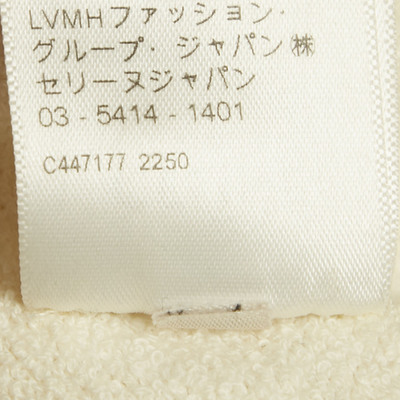 LVMHファッション・
グループ・ジャパン㈱
セリーヌジャパン
03 - 5414 - 1401
C447177 2250